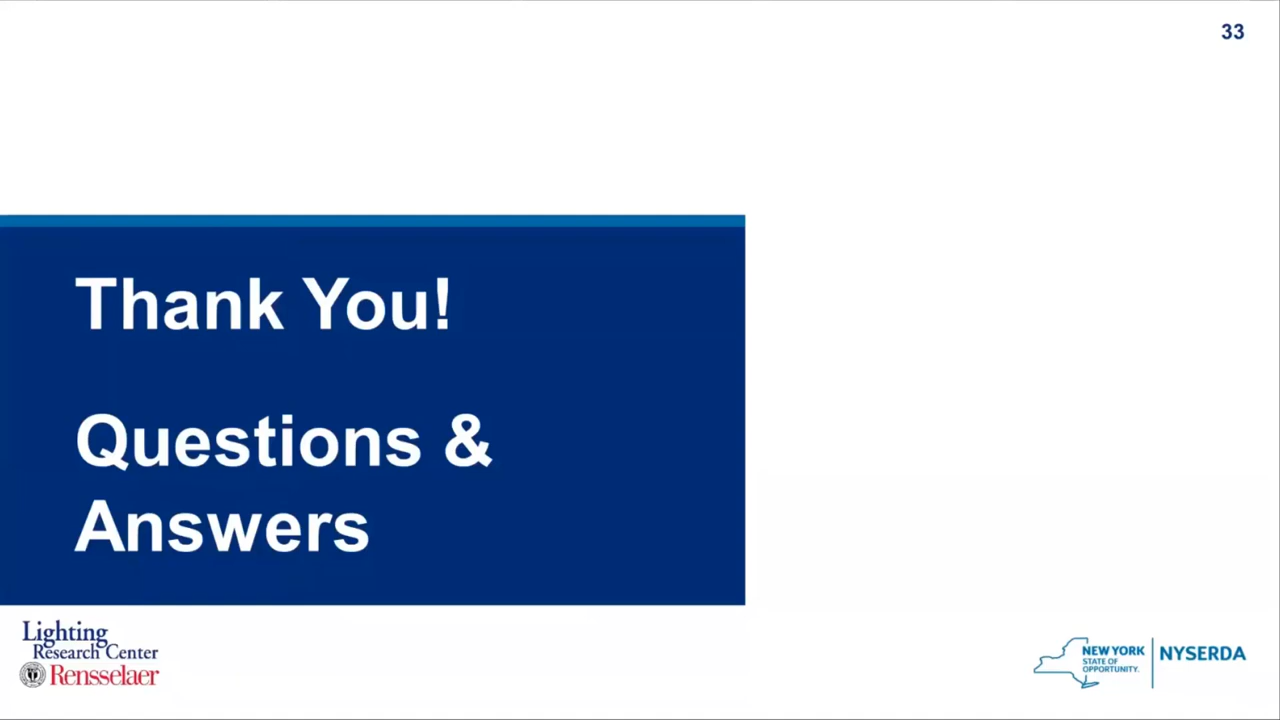 33
Thank You!
Questions &
Answers
Lighting
Research Center
Rensselaer
NEW YORK
STATE OF
OPPORTUNITY.
NYSERDA